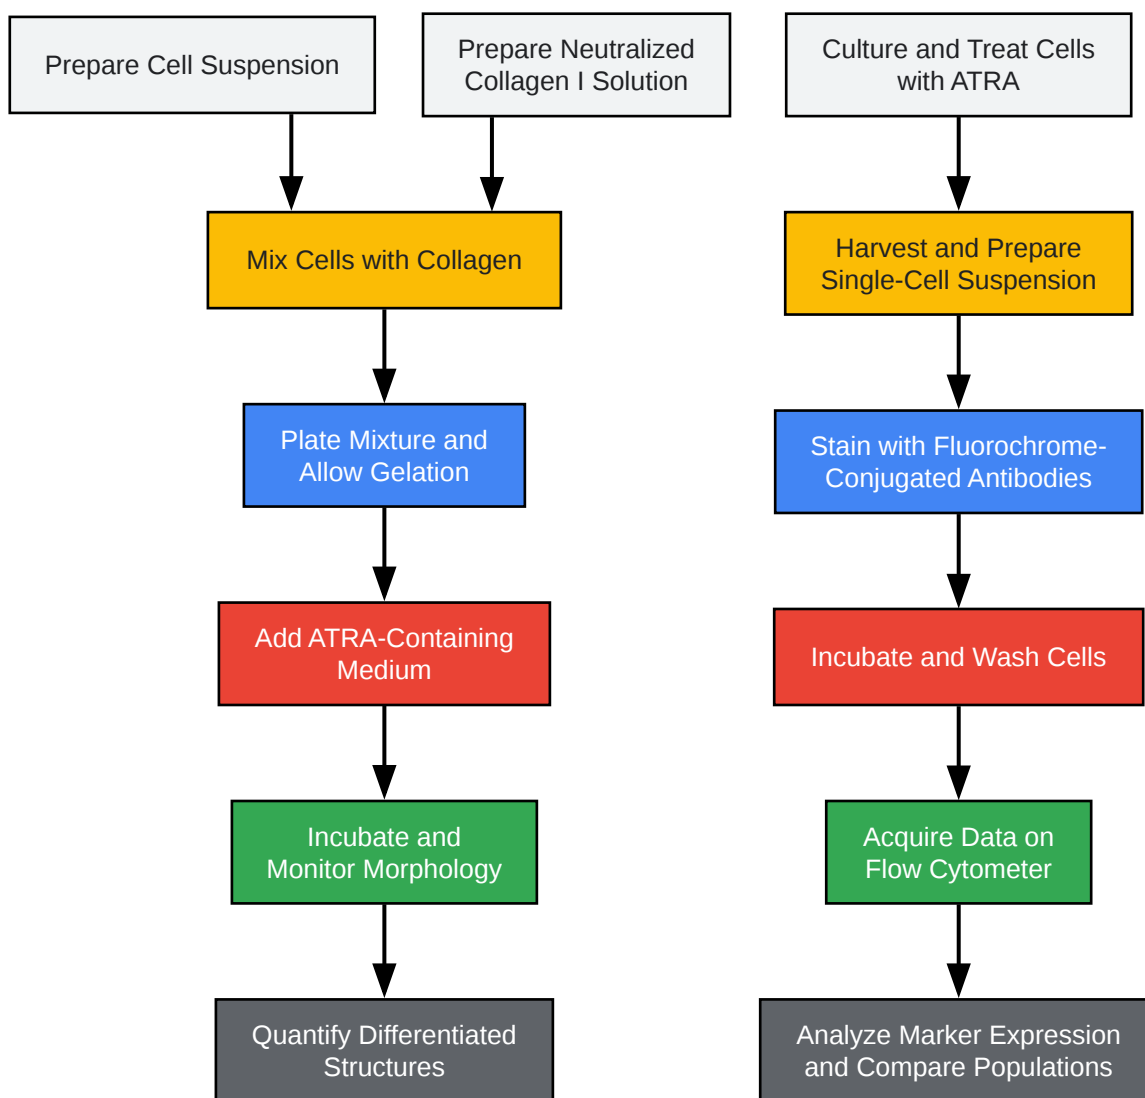 Prepare Cell Suspension
Prepare Neutralized
Collagen I Solution
Mix Cells with Collagen
Plate Mixture and
Allow Gelation
Add ATRA-Containing
Medium
Incubate and
Monitor Morphology
Quantify Differentiated
Structures
Culture and Treat Cells
with ATRA
Harvest and Prepare
Single-Cell Suspension
Stain with Fluorochrome-
Conjugated Antibodies
Incubate and Wash Cells
Acquire Data on
Flow Cytometer
Analyze Marker Expression
and Compare Populations